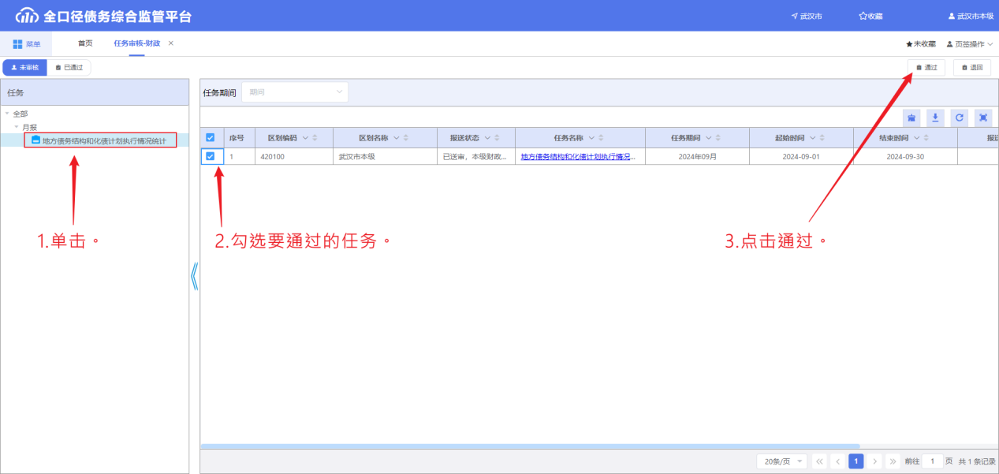 全口径债务综合监管平台
武汉市
收藏
武汉市本级
菜单
首页
任务审核-财政
未收藏
页签操作
未审核
已通过
通过
退回
任务
任务期间
期间
全部
月报
地方债务结构和化债计划执行情况统计
序号
区划编码
区划名称
报送状态
任务名称
任务期间
起始时间
结束时间
1
420100
武汉市本级
已送审，本级财政...
地方债务结构和化债计划执行情况...
2024年09月
2024-09-01
2024-09-30
1.单击。
2.勾选要通过的任务。
3.点击通过。
20条/页
1
前往 1 页
共 1 条记录